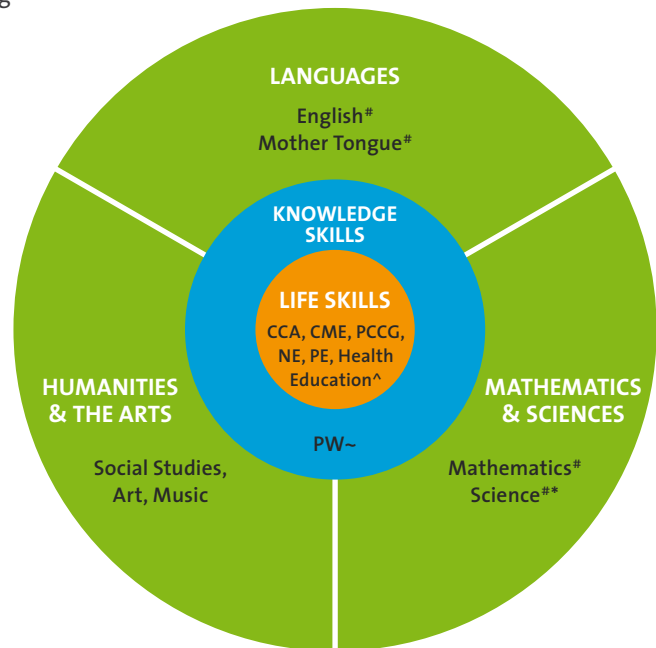 g
LANGUAGES
English#
Mother Tongue#
KNOWLEDGE
SKILLS
LIFE SKILLS
CCA, CME, PCCG,
NE, PE, Health
Education^
PW~
HUMANITIES
& THE ARTS
Social Studies,
Art, Music
MATHEMATICS
& SCIENCES
Mathematics#
Science#*